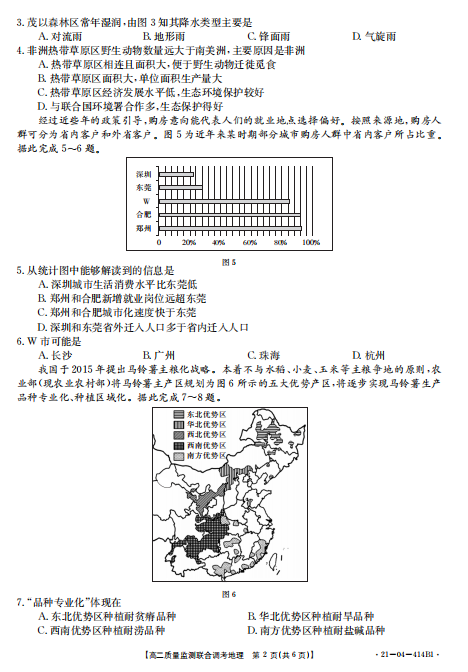 3. 茂以森林区常年湿润,由图 3 知其降水类型主要是
A. 对流雨 B. 地形雨 C. 锋面雨 D. 气旋雨
4. 非洲热带草原区野生动物数量远大于南美洲,主要原因是非洲
A. 热带草原区相连且面积大,便于野生动物迁徙觅食
B. 热带草原区面积大,单位面积生产量大
C. 热带草原区经济发展水平低,生态环境保护较好
D. 与联合国环境署合作多,生态保护得好
经过近些年的政策引导,购房意向能代表人们的就业地点选择偏好。按照来源地,购房人
群可分为省内客户和外省客户。图 5 为近年来某时期部分城市购房人群中省内客户所占比重。
据此完成 5~6 题。
深圳
东莞
W
合肥
郑州
0 20% 40% 60% 80% 100%
图 5
5. 从统计图中能够解读到的信息是
A. 深圳城市生活消费水平比东莞低
B. 郑州和合肥新增就业岗位远超东莞
C. 郑州和合肥城市化速度快于东莞
D. 深圳和东莞省外迁入人口多于省内迁入人口
6. W 市可能是
A. 长沙 B. 广州 C. 珠海 D. 杭州
我国于 2015 年提出马铃薯主粮化战略。本着不与水稻、小麦、玉米等主粮争地的原则,农
业部(现农业农村部)将马铃薯主产区规划为图 6 所示的五大优势产区,将逐步实现马铃薯生产
品种专业化、种植区域化。据此完成 7~8 题。
东北优势区
华北优势区
西北优势区
西南优势区
南方优势区
图 6
7. “品种专业化”体现在
A. 东北优势区种植耐贫瘠品种 B. 华北优势区种植耐旱品种
C. 西南优势区种植耐涝品种 D. 南方优势区种植耐盐碱品种
【高二质量监测联合调考地理 第 2 页(共 6 页)】 ·21-04-414B1·